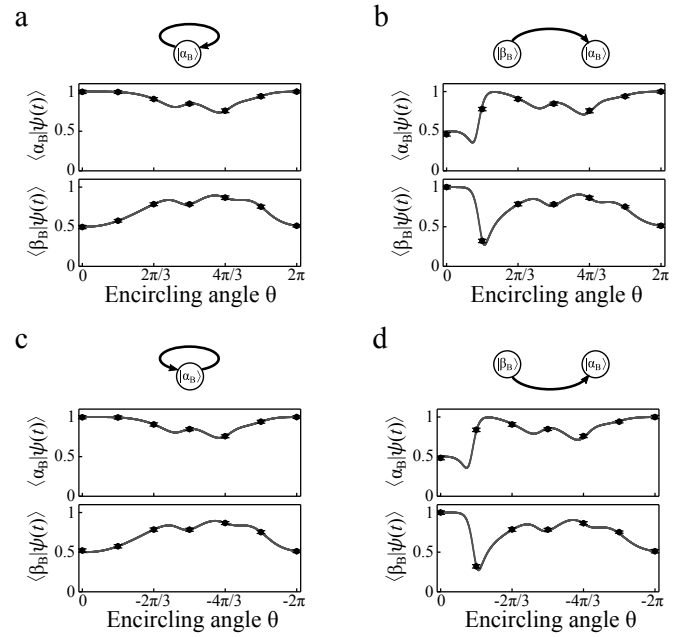 a
|α_B⟩
1
0.5
0
⟨α_B|ψ(t)⟩
1
0.5
0
⟨β_B|ψ(t)⟩
0 2π/3 4π/3 2π
Encircling angle θ
b
|β_B⟩ |α_B⟩
1
0.5
0
⟨α_B|ψ(t)⟩
1
0.5
0
⟨β_B|ψ(t)⟩
0 2π/3 4π/3 2π
Encircling angle θ
c
|α_B⟩
1
0.5
0
⟨α_B|ψ(t)⟩
1
0.5
0
⟨β_B|ψ(t)⟩
0 -2π/3 -4π/3 -2π
Encircling angle θ
d
|β_B⟩ |α_B⟩
1
0.5
0
⟨α_B|ψ(t)⟩
1
0.5
0
⟨β_B|ψ(t)⟩
0 -2π/3 -4π/3 -2π
Encircling angle θ